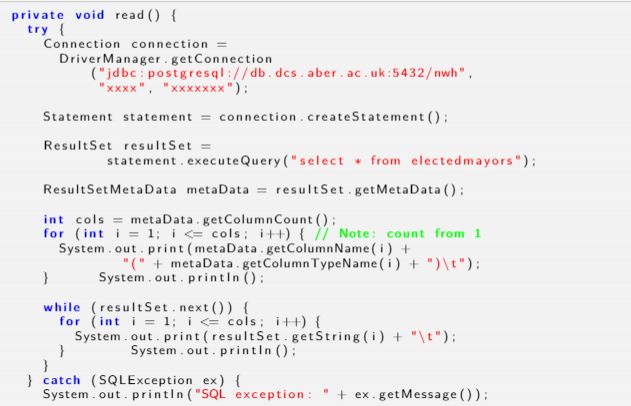 private void read() {
try {
Connection connection =
DriverManager.getConnection
("jdbc:postgresql://db.dcs.aber.ac.uk:5432/nwh",
"xxxx", "xxxxxxx");
Statement statement = connection.createStatement();
ResultSet resultSet =
statement.executeQuery("select * from electedmayors");
ResultSetMetaData metaData = resultSet.getMetaData();
int cols = metaData.getColumnCount();
for (int i = 1; i <= cols; i++) { // Note: count from 1
System.out.print(metaData.getColumnName(i) +
"(" + metaData.getColumnTypeName(i) + ")\t");
} System.out.println();
while (resultSet.next()) {
for (int i = 1; i <= cols; i++) {
System.out.print(resultSet.getString(i) + "\t");
} System.out.println();
}
} catch (SQLException ex) {
System.out.println("SQL exception: " + ex.getMessage());